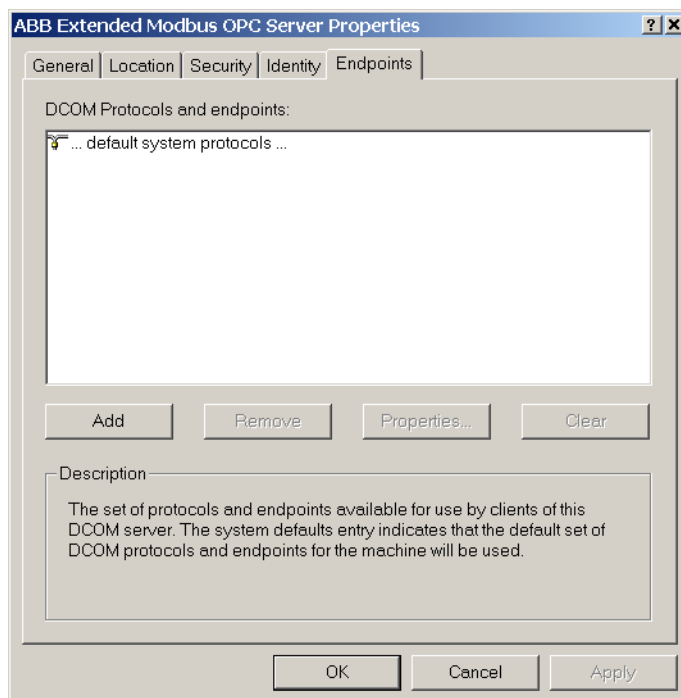 ABB Extended Modbus OPC Server Properties
General Location Security Identity Endpoints
DCOM Protocols and endpoints:
... default system protocols ...
Add Remove Properties... Clear
Description
The set of protocols and endpoints available for use by clients of this
DCOM server. The system defaults entry indicates that the default set of
DCOM protocols and endpoints for the machine will be used.
OK Cancel Apply